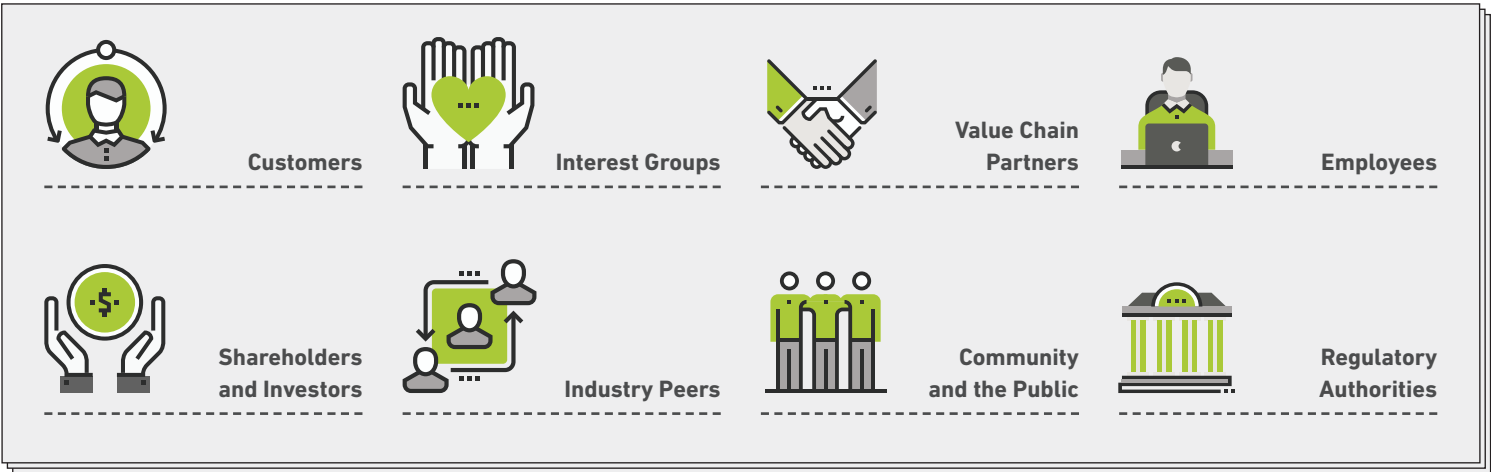 Customers
Interest Groups
Value Chain
Partners
Employees
$
Shareholders
and Investors
Industry Peers
Community
and the Public
Regulatory
Authorities